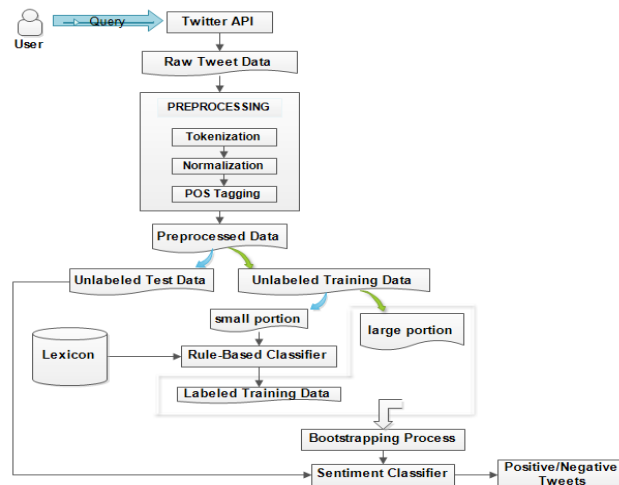 Query
Twitter API
User
Raw Tweet Data
PREPROCESSING
Tokenization
Normalization
POS Tagging
Preprocessed Data
Unlabeled Test Data
Unlabeled Training Data
small portion
large portion
Lexicon
Rule-Based Classifier
Labeled Training Data
Bootstrapping Process
Sentiment Classifier
Positive/Negative
Tweets